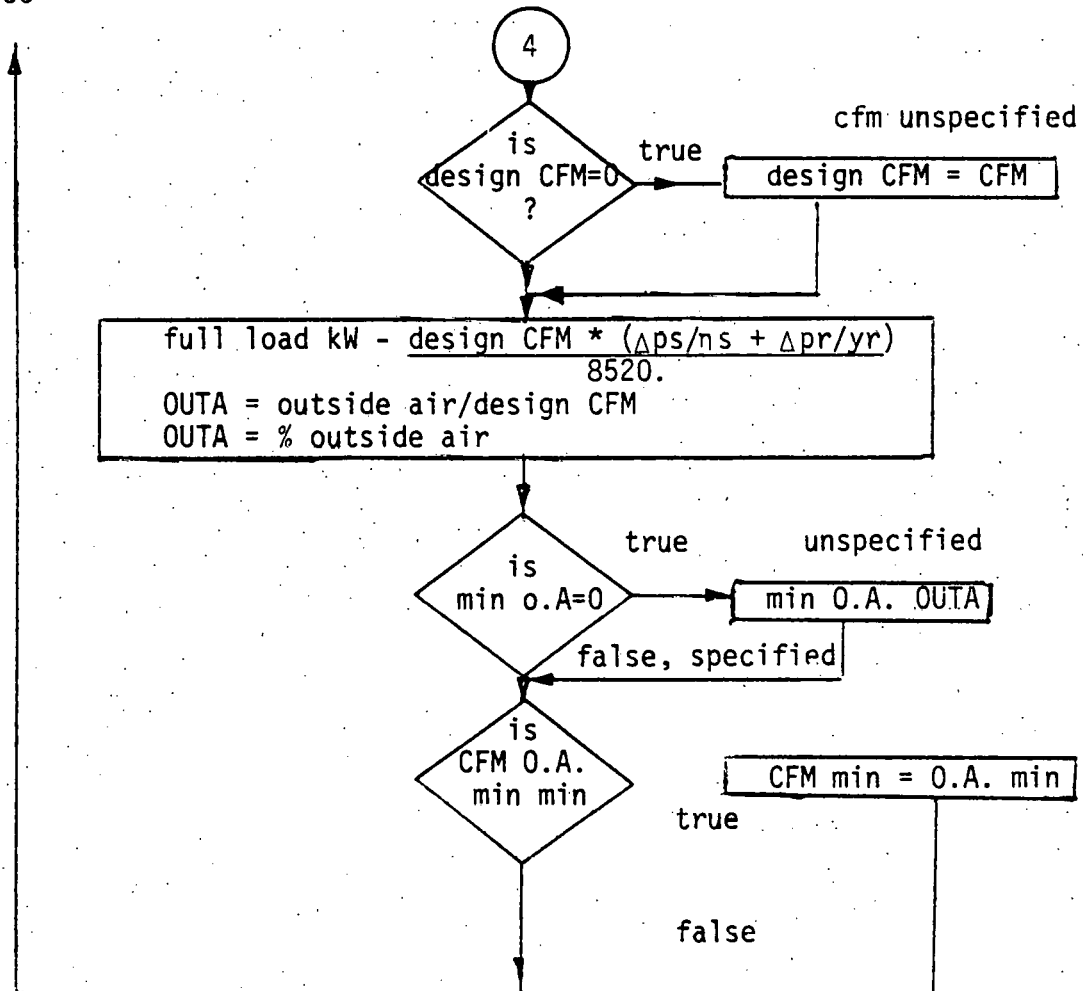 4
is
design CFM=0
?
true
cfm unspecified
design CFM = CFM
full load kW - design CFM * (Δps/ηs + Δpr/γr)
8520.
OUTA = outside air/design CFM
OUTA = % outside air
is
min o.A=0
true
unspecified
min O.A. OUTA
false, specified
is
CFM O.A.
min min
true
CFM min = O.A. min
false